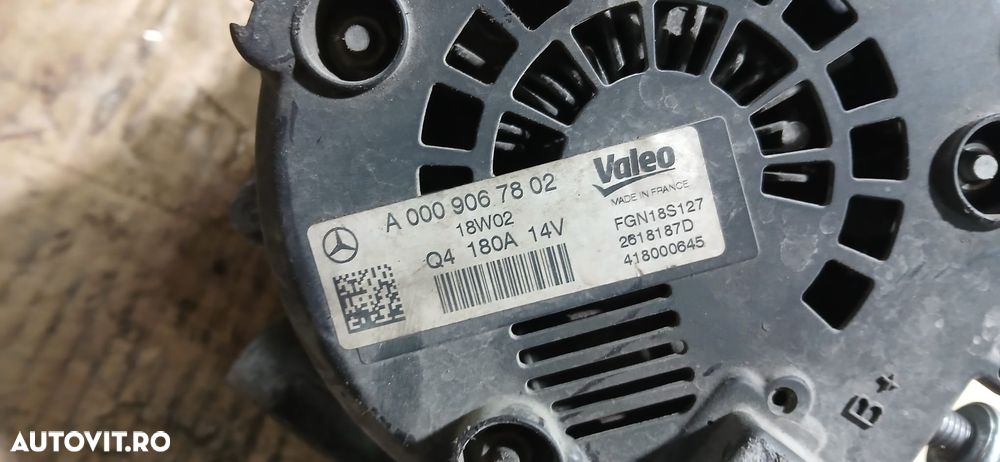 A 000 906 78 02
18W02
Q4 180A 14V
Valeo
MADE IN FRANCE
FGN18S127
2618187D
418000645
B+
AUTOVIT.RO